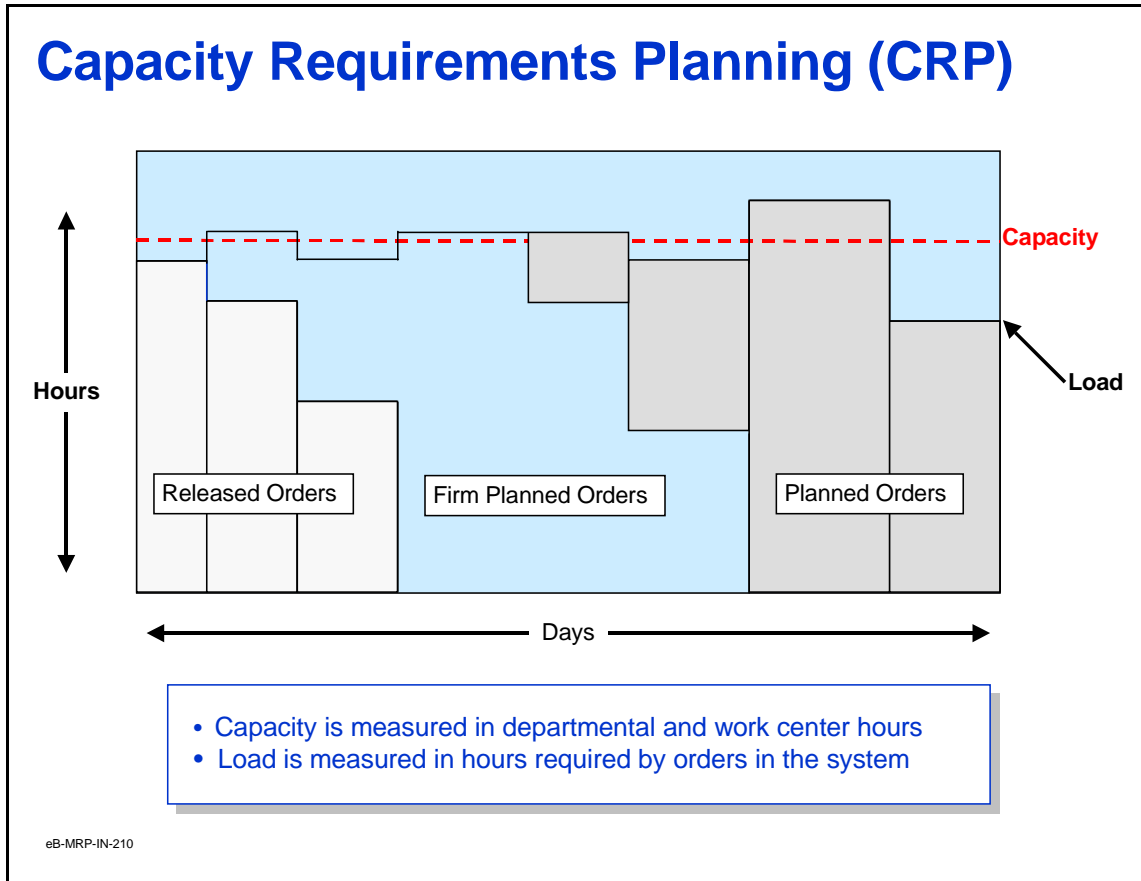 Capacity Requirements Planning (CRP)
Capacity
Hours
Load
Released Orders
Firm Planned Orders
Planned Orders
Days
• Capacity is measured in departmental and work center hours
• Load is measured in hours required by orders in the system
eB-MRP-IN-210